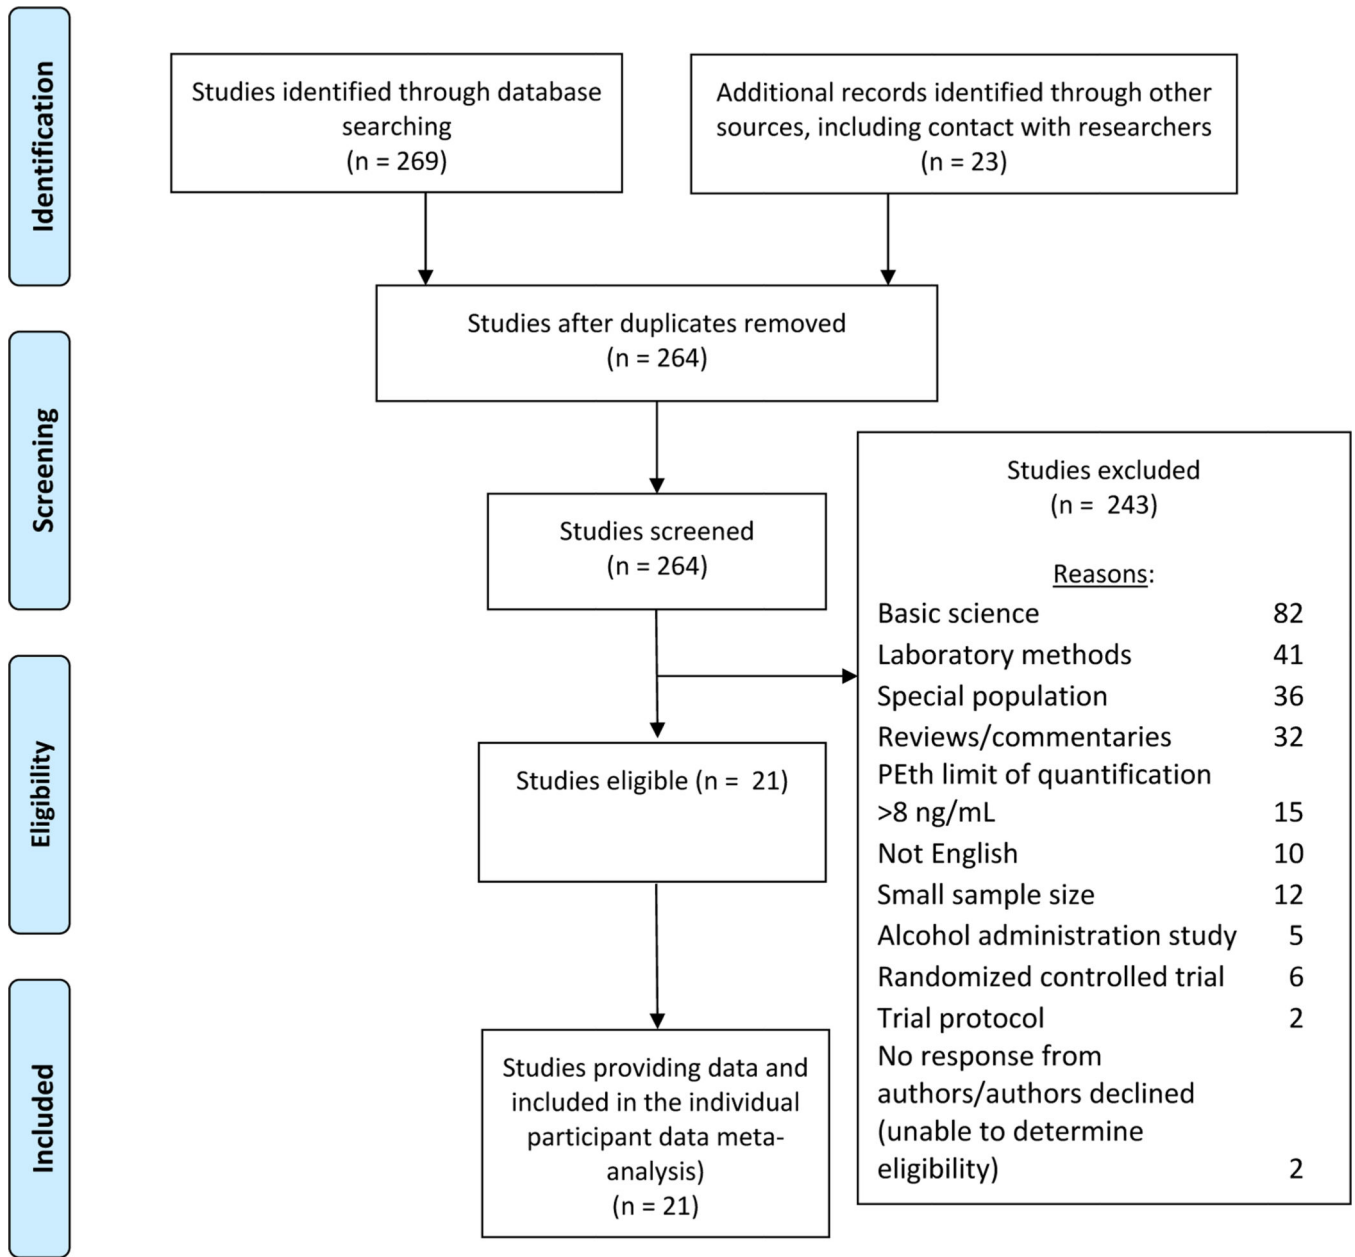 Identification
Studies identified through database
searching
(n = 269)
Additional records identified through other
sources, including contact with researchers
(n = 23)
Studies after duplicates removed
(n = 264)
Screening
Studies screened
(n = 264)
Studies excluded
(n = 243)
Reasons:
Basic science 82
Laboratory methods 41
Special population 36
Reviews/commentaries 32
PEth limit of quantification
>8 ng/mL 15
Not English 10
Small sample size 12
Alcohol administration study 5
Randomized controlled trial 6
Trial protocol 2
No response from
authors/authors declined
(unable to determine
eligibility) 2
Eligibility
Studies eligible (n = 21)
Included
Studies providing data and
included in the individual
participant data meta-
analysis)
(n = 21)